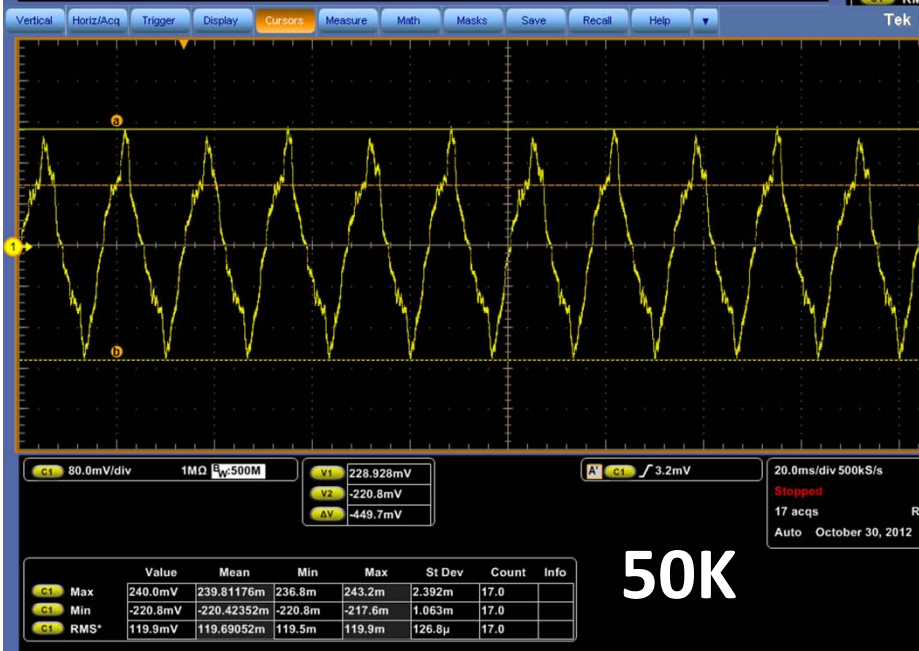 Vertical Horiz/Acq Trigger Display Cursors Measure Math Masks Save Recall Help Tek
a
1
b
C1 80.0mV/div 1MΩ BW:500M
V1 228.928mV
V2 -220.8mV
ΔV -449.7mV
A' C1 3.2mV
20.0ms/div 500kS/s
Stopped
17 acqs R
Auto October 30, 2012
Value Mean Min Max St Dev Count Info
C1 Max 240.0mV 239.81176m 236.8m 243.2m 2.392m 17.0
C1 Min -220.8mV -220.42352m -220.8m -217.6m 1.063m 17.0
C1 RMS* 119.9mV 119.69052m 119.5m 119.9m 126.8µ 17.0
50K